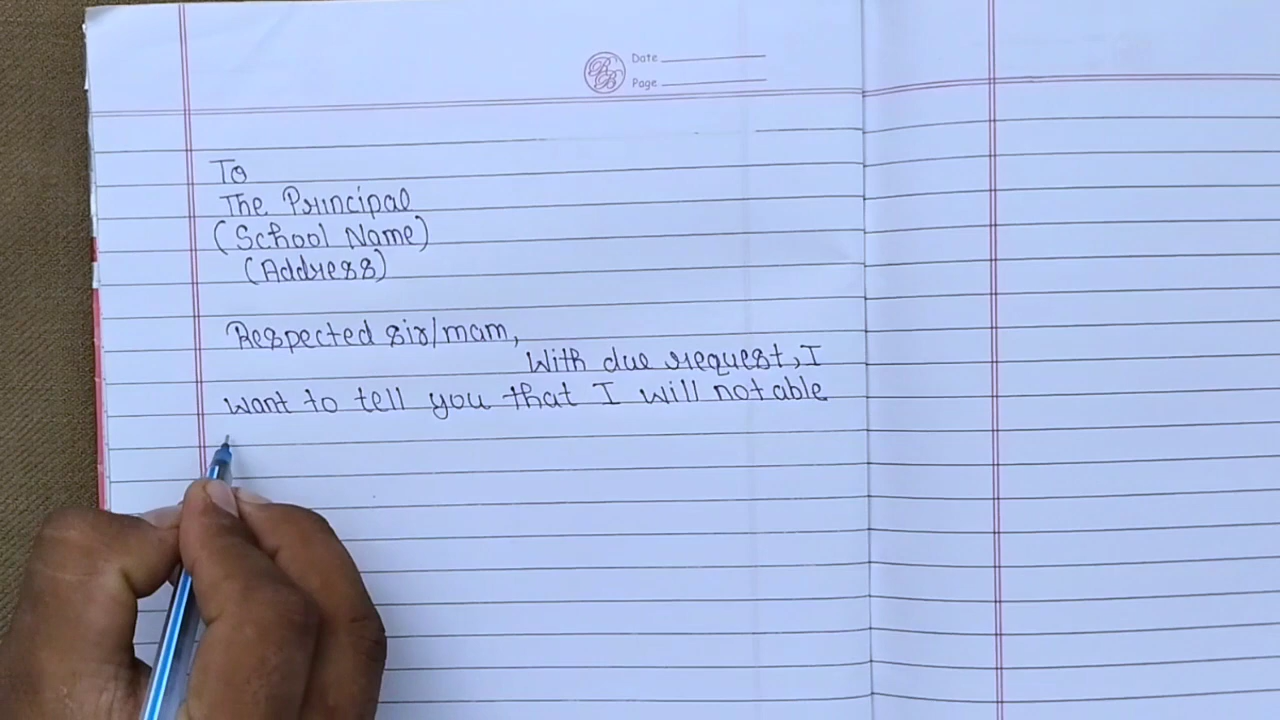 Date
Page
To
The Principal
(School Name)
(Address)
Respected sir/mam,
With due request, I
want to tell you that I will not able